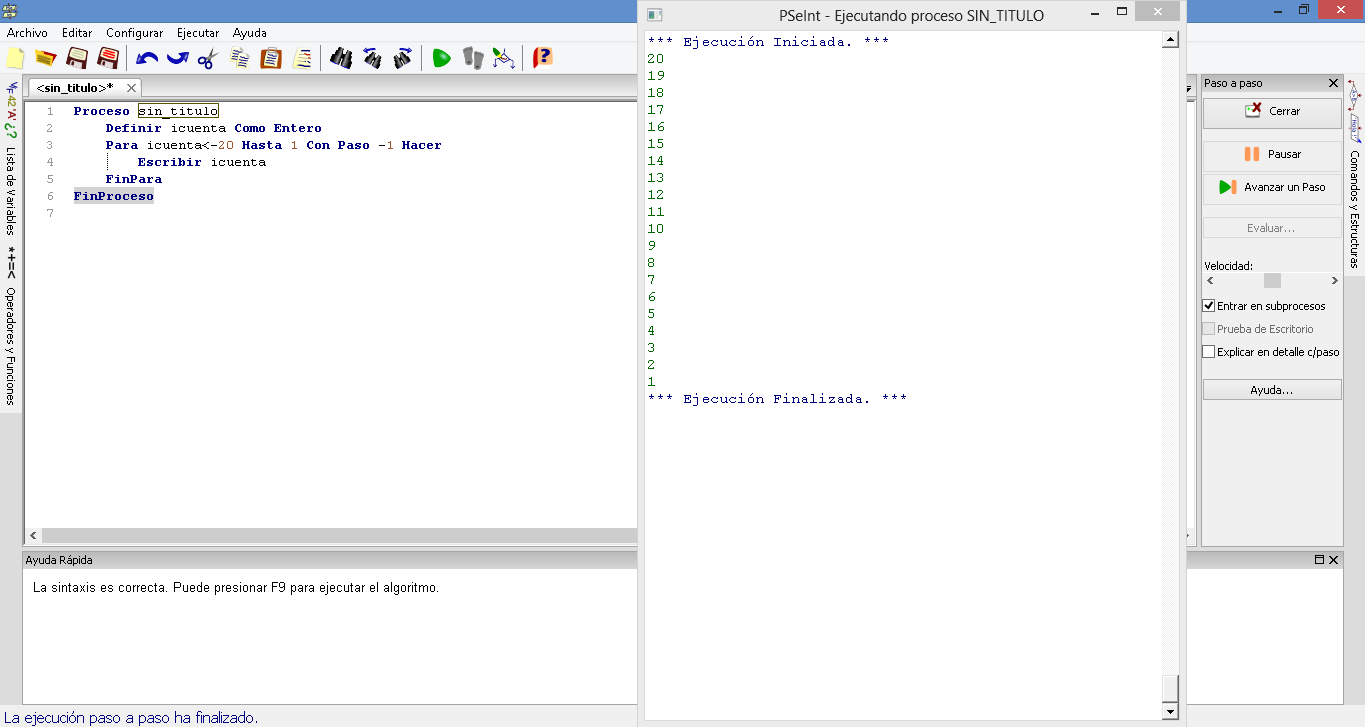 PSeInt - Ejecutando proceso SIN_TITULO
Archivo Editar Configurar Ejecutar Ayuda
<sin_titulo>*
1 Proceso sin_titulo
2 Definir icuenta Como Entero
3 Para icuenta<-20 Hasta 1 Con Paso -1 Hacer
4 Escribir icuenta
5 FinPara
6 FinProceso
7
42 'A' ¿?
Lista de Variables
*+=<
Operadores y Funciones
*** Ejecución Iniciada. ***
20
19
18
17
16
15
14
13
12
11
10
9
8
7
6
5
4
3
2
1
*** Ejecución Finalizada. ***
Paso a paso
Cerrar
Pausar
Avanzar un Paso
Evaluar...
Velocidad:
Entrar en subprocesos
Prueba de Escritorio
Explicar en detalle c/paso
Ayuda...
Comandos y Estructuras
Ayuda Rápida
La sintaxis es correcta. Puede presionar F9 para ejecutar el algoritmo.
La ejecución paso a paso ha finalizado.